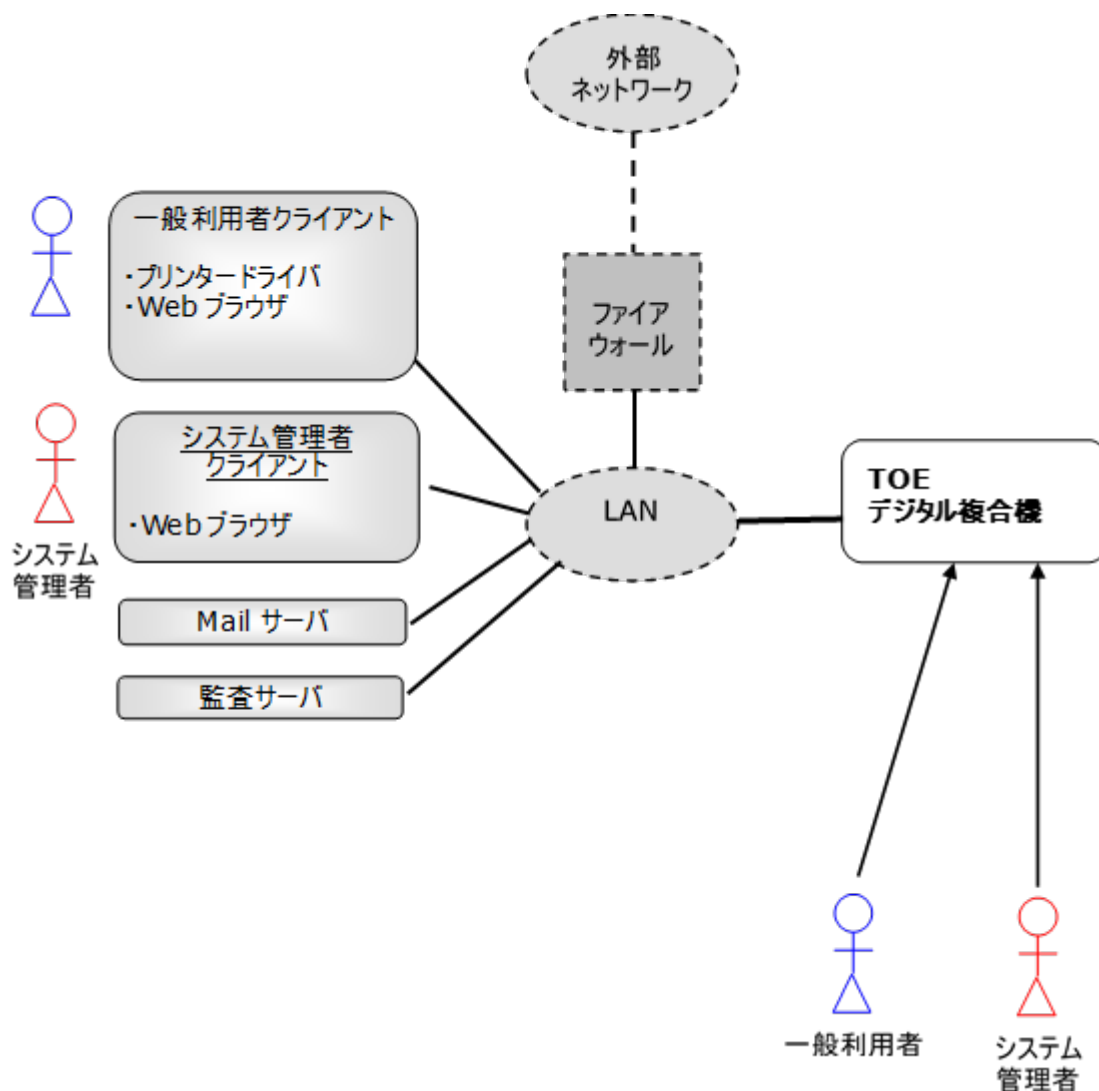 外部
ネットワーク
一般利用者クライアント
・プリンタードライバ
・Web ブラウザ
ファイア
ウォール
システム管理者
クライアント
・Web ブラウザ
システム
管理者
LAN
TOE
デジタル複合機
Mail サーバ
監査サーバ
一般利用者
システム
管理者